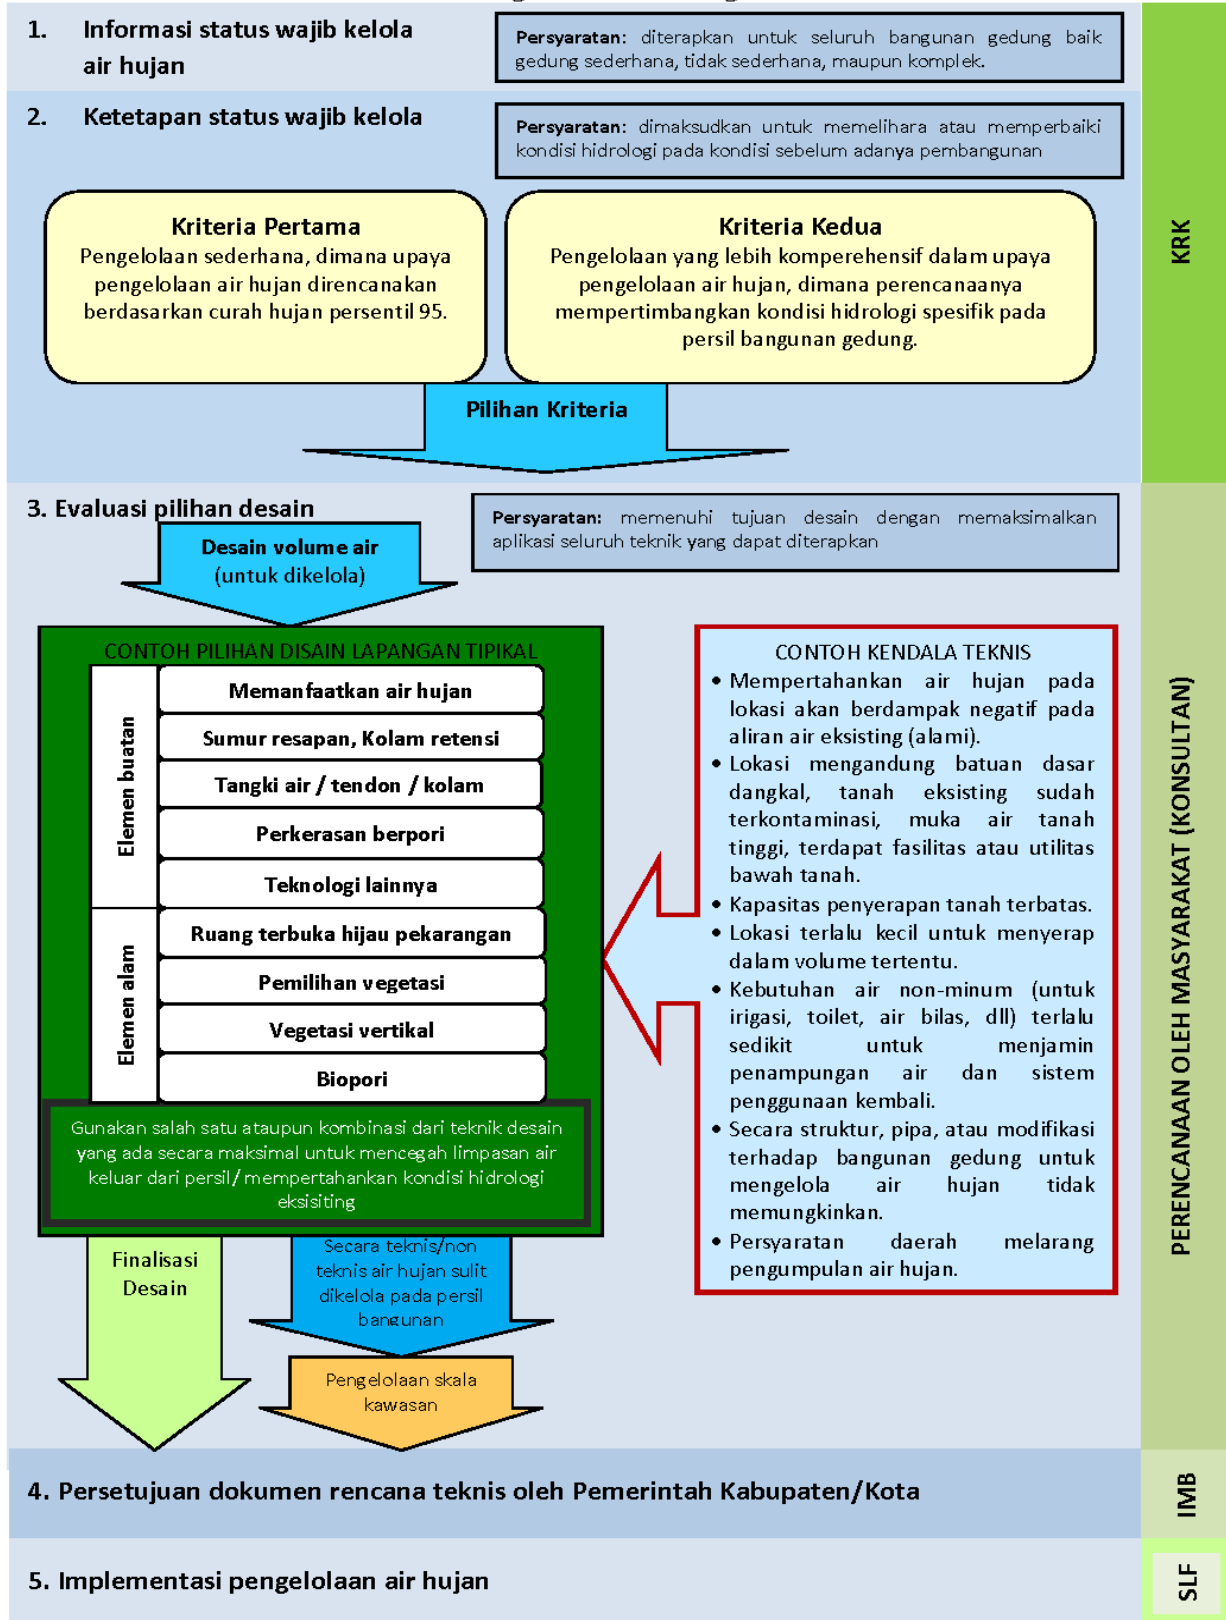 1. Informasi status wajib kelola
air hujan
Persyaratan: diterapkan untuk seluruh bangunan gedung baik
gedung sederhana, tidak sederhana, maupun komplek.
2. Ketetapan status wajib kelola
Persyaratan: dimaksudkan untuk memelihara atau memperbaiki
kondisi hidrologi pada kondisi sebelum adanya pembangunan
Kriteria Pertama
Pengelolaan sederhana, dimana upaya
pengelolaan air hujan direncanakan
berdasarkan curah hujan persentil 95.
Kriteria Kedua
Pengelolaan yang lebih komperehensif dalam upaya
pengelolaan air hujan, dimana perencanaanya
mempertimbangkan kondisi hidrologi spesifik pada
persil bangunan gedung.
Pilihan Kriteria
KRK
3. Evaluasi pilihan desain
Persyaratan: memenuhi tujuan desain dengan memaksimalkan
aplikasi seluruh teknik yang dapat diterapkan
Desain volume air
(untuk dikelola)
CONTOH PILIHAN DISAIN LAPANGAN TIPIKAL
Elemen buatan
Memanfaatkan air hujan
Sumur resapan, Kolam retensi
Tangki air / tendon / kolam
Perkerasan berpori
Teknologi lainnya
Elemen alam
Ruang terbuka hijau pekarangan
Pemilihan vegetasi
Vegetasi vertikal
Biopori
Gunakan salah satu ataupun kombinasi dari teknik desain
yang ada secara maksimal untuk mencegah limpasan air
keluar dari persil/ mempertahankan kondisi hidrologi
eksisiting
CONTOH KENDALA TEKNIS
• Mempertahankan air hujan pada
lokasi akan berdampak negatif pada
aliran air eksisting (alami).
• Lokasi mengandung batuan dasar
dangkal, tanah eksisting sudah
terkontaminasi, muka air tanah
tinggi, terdapat fasilitas atau utilitas
bawah tanah.
• Kapasitas penyerapan tanah terbatas.
• Lokasi terlalu kecil untuk menyerap
dalam volume tertentu.
• Kebutuhan air non-minum (untuk
irigasi, toilet, air bilas, dll) terlalu
sedikit untuk menjamin
penampungan air dan sistem
penggunaan kembali.
• Secara struktur, pipa, atau modifikasi
terhadap bangunan gedung untuk
mengelola air hujan tidak
memungkinkan.
• Persyaratan daerah melarang
pengumpulan air hujan.
Finalisasi
Desain
Secara teknis/non
teknis air hujan sulit
dikelola pada persil
bangunan
Pengelolaan skala
kawasan
PERENCANAAN OLEH MASYARAKAT (KONSULTAN)
4. Persetujuan dokumen rencana teknis oleh Pemerintah Kabupaten/Kota
IMB
5. Implementasi pengelolaan air hujan
SLF